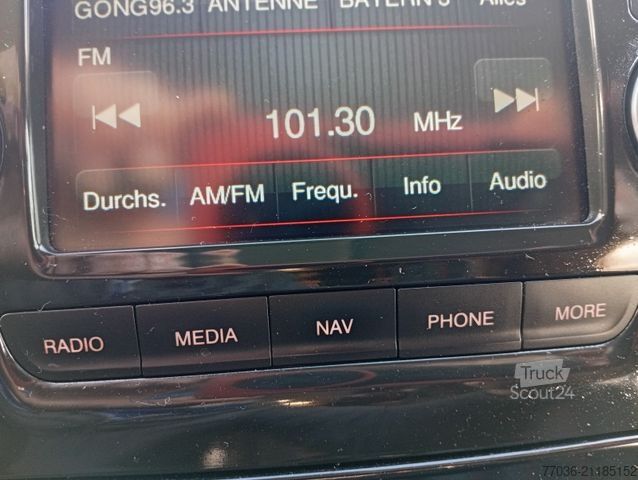 GONG96.3 ANTENNE BAYERN 3 Alles
FM
101.30 MHz
Durchs. AM/FM Frequ. Info Audio
RADIO MEDIA NAV PHONE MORE
Truck
Scout24
77036-21185152